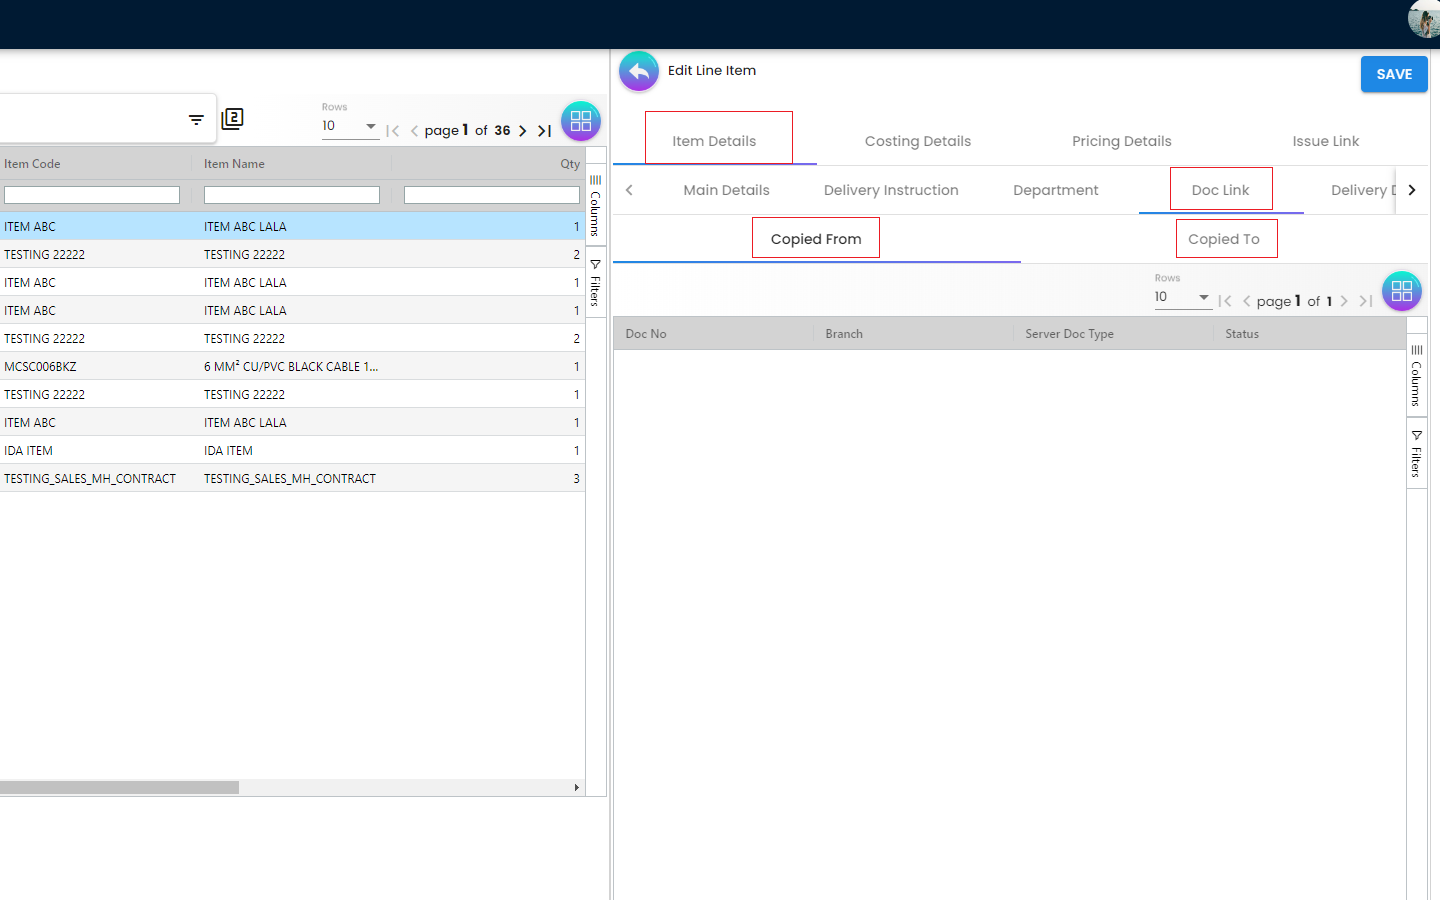 Edit Line Item
SAVE
Rows
10
page 1 of 36
2
Item Code Item Name Qty
ITEM ABC ITEM ABC LALA 1
TESTING 22222 TESTING 22222 2
ITEM ABC ITEM ABC LALA 1
ITEM ABC ITEM ABC LALA 1
TESTING 22222 TESTING 22222 2
MCSC006BKZ 6 MM² CU/PVC BLACK CABLE 1... 1
TESTING 22222 TESTING 22222 1
ITEM ABC ITEM ABC LALA 1
IDA ITEM IDA ITEM 1
TESTING_SALES_MH_CONTRACT TESTING_SALES_MH_CONTRACT 3
Columns
Filters
Item Details Costing Details Pricing Details Issue Link
Main Details Delivery Instruction Department Doc Link Delivery D
Copied From Copied To
Rows
10
page 1 of 1
Doc No Branch Server Doc Type Status
Columns
Filters